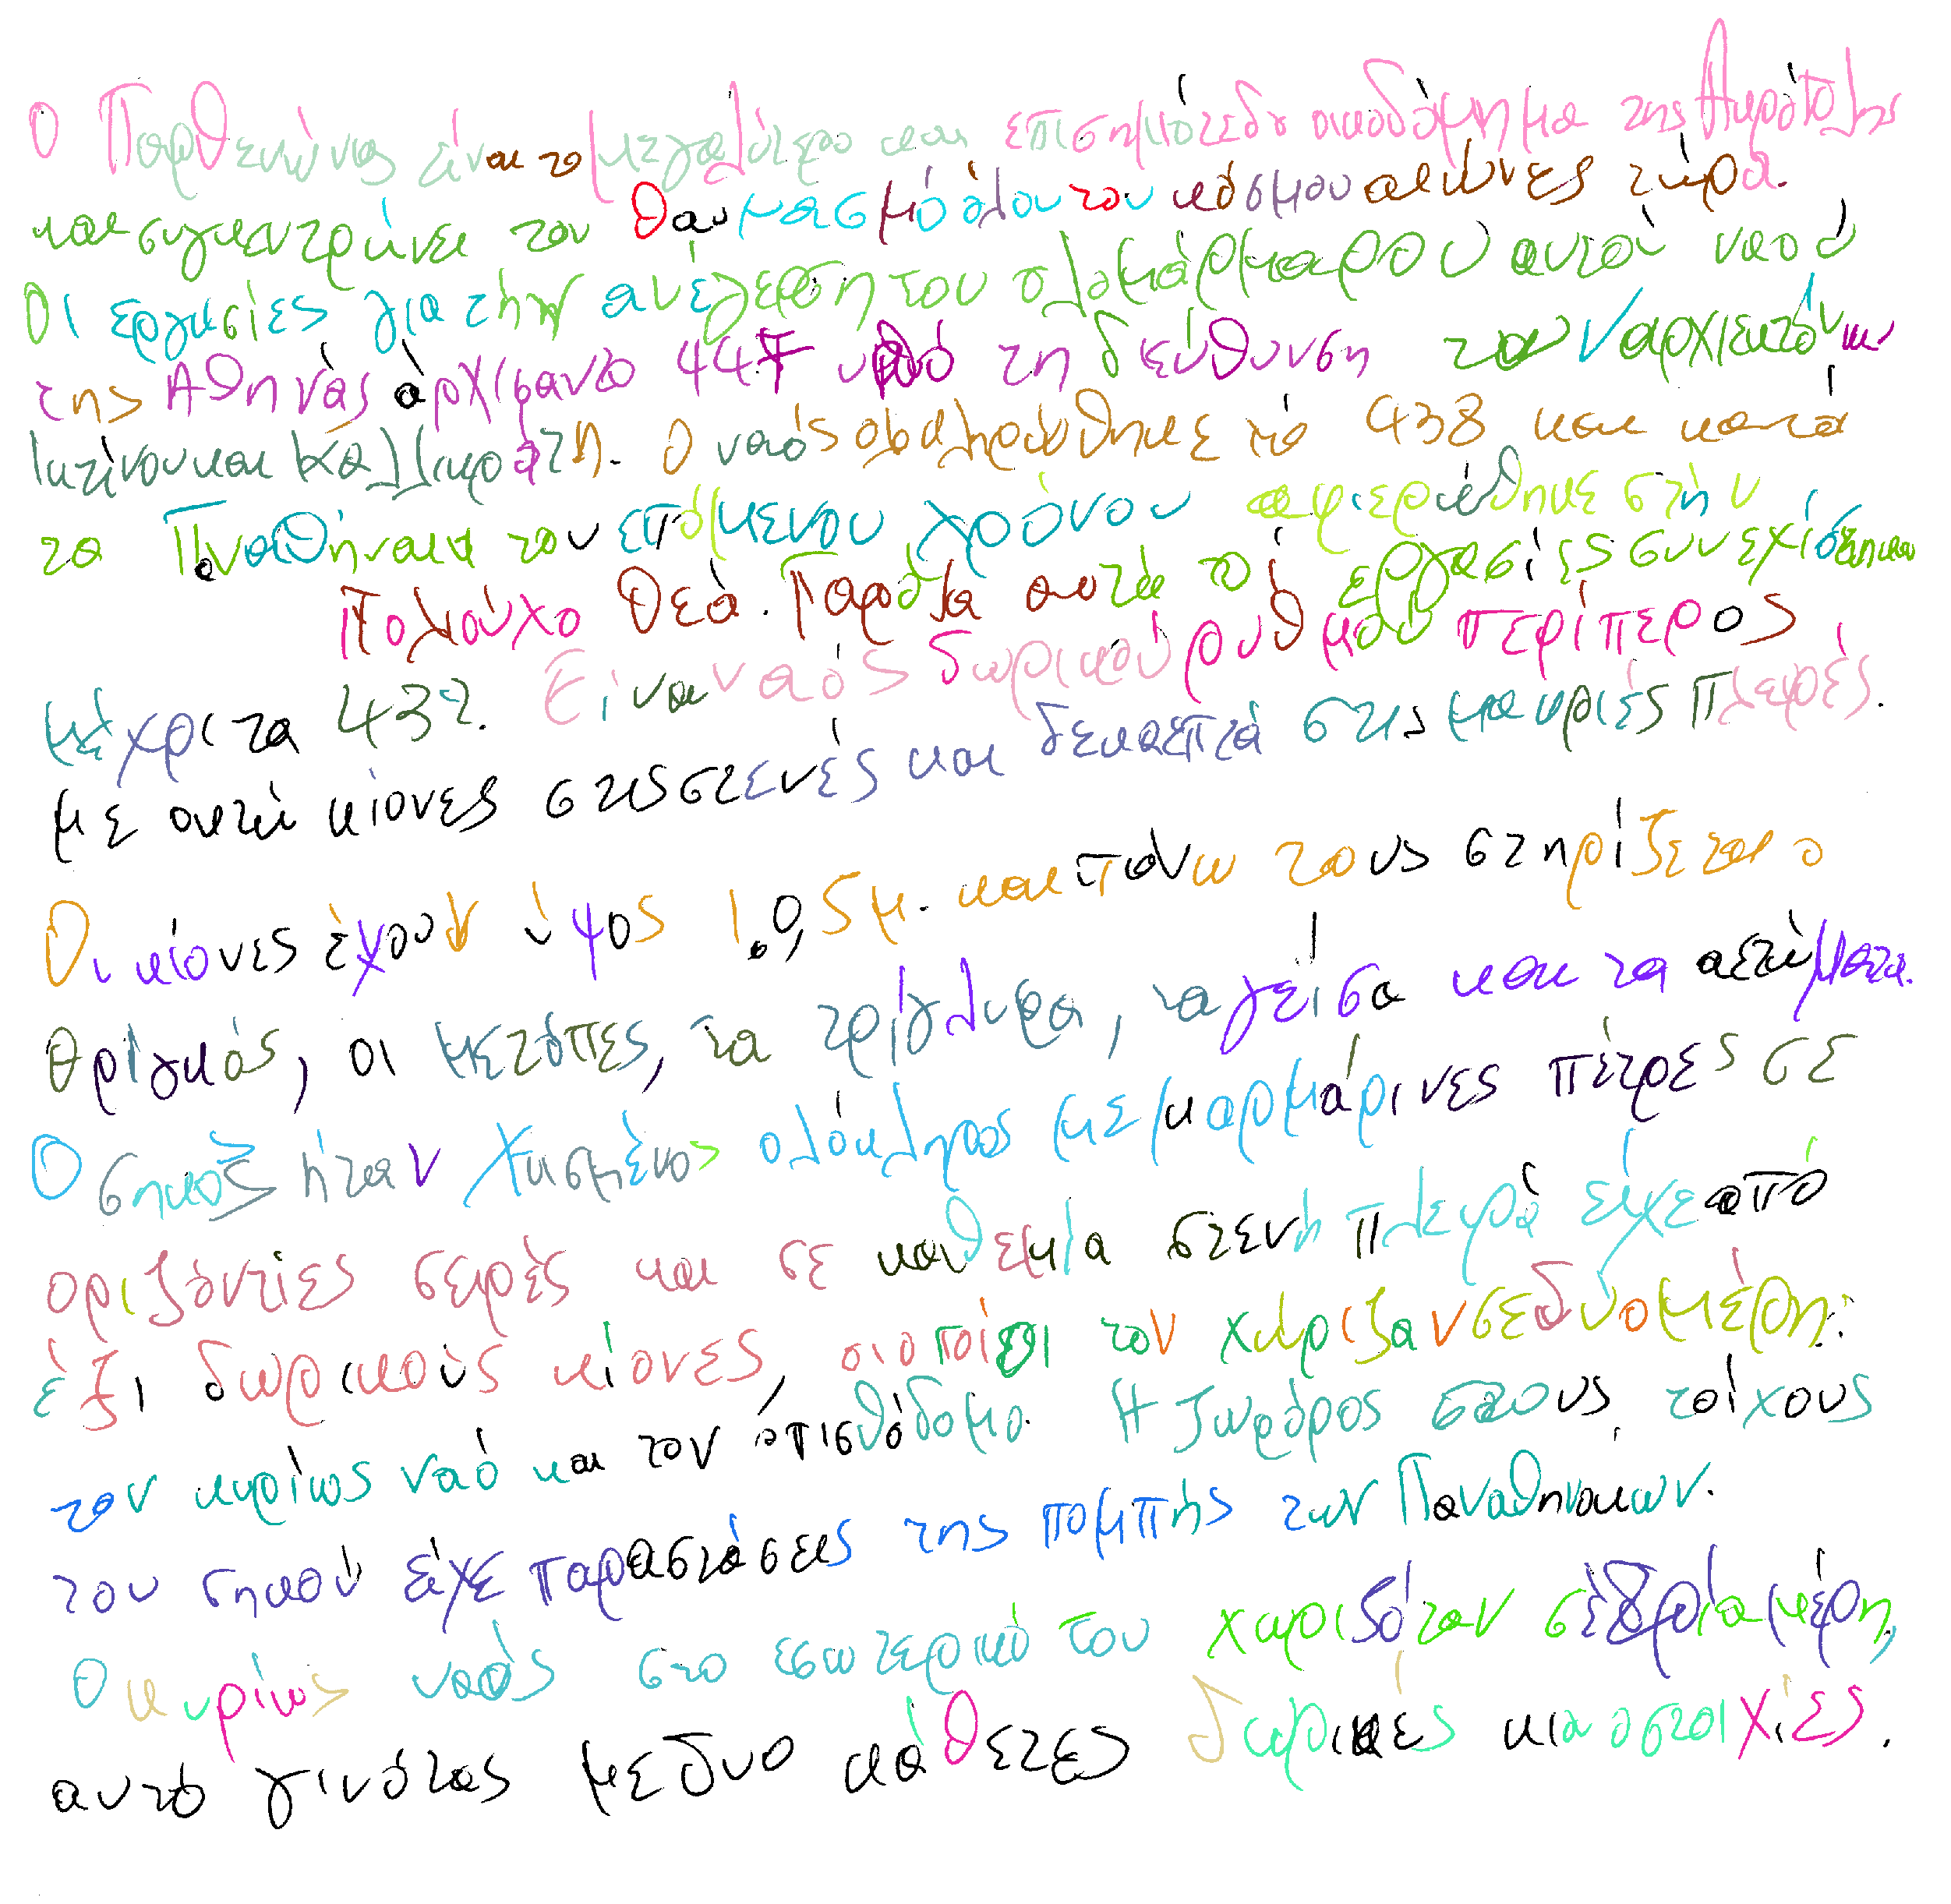 Ο Παρθενώνας είναι το μεγαλύτερο και επισημότεδο οικοδόμημα της Ακρόπολης
και συγκεντρώνει τον θαυμασμό όλου του κόσμου αιώνες τώρα.
Οι εργασίες για την ανέγερση του ολομάρμαρου αυτού ναού
της Αθηνάς άρχισαν το 447 υπό τη διεύθυνση των αρχιτεκτόνων
Ικτίνου και Καλλικράτη. Ο ναός ολοκληρώθηκε το 438 και κατά
τα Παναθήναια του επόμενου χρόνου αφιερώθηκε στην
Πολιούχο Θεά. Παρόλα αυτά οι εργασίες συνεχίστηκαν
μέχρι τα 432. Είναι ναός δωρικού ρυθμού περίπτερος,
με οκτώ κίονες στις στενές και δεκαεπτά στις μακριές πλευρές.
Οι κίονες έχουν ύψος 10,5 μ. και πάνω τους στηρίζεται ο
θριγκός, οι μετόπες, τα τρίγλυφα, τα γείσα και τα αετώματα.
Ο σηκός ήταν χτισμένος ολόκληρος με μαρμάρινες πέτρες σε
οριζόντιες σειρές και σε καθεμία στενή πλευρά είχε από
έξι δωρικούς κίονες, οι οποίοι τον χώριζαν σε δύο μέρη:
τον κυρίως ναό και τον οπισθόδομο. Η ζωφόρος στους τοίχους
του σηκού είχε παραστάσεις της πομπής των Παναθηναίων.
Ο κυρίως ναός στο εσωτερικό του χωριζόταν σε τρία μέρη,
αυτό γινόταν με δυο κάθετες δωρικές κιονοστοιχίες.